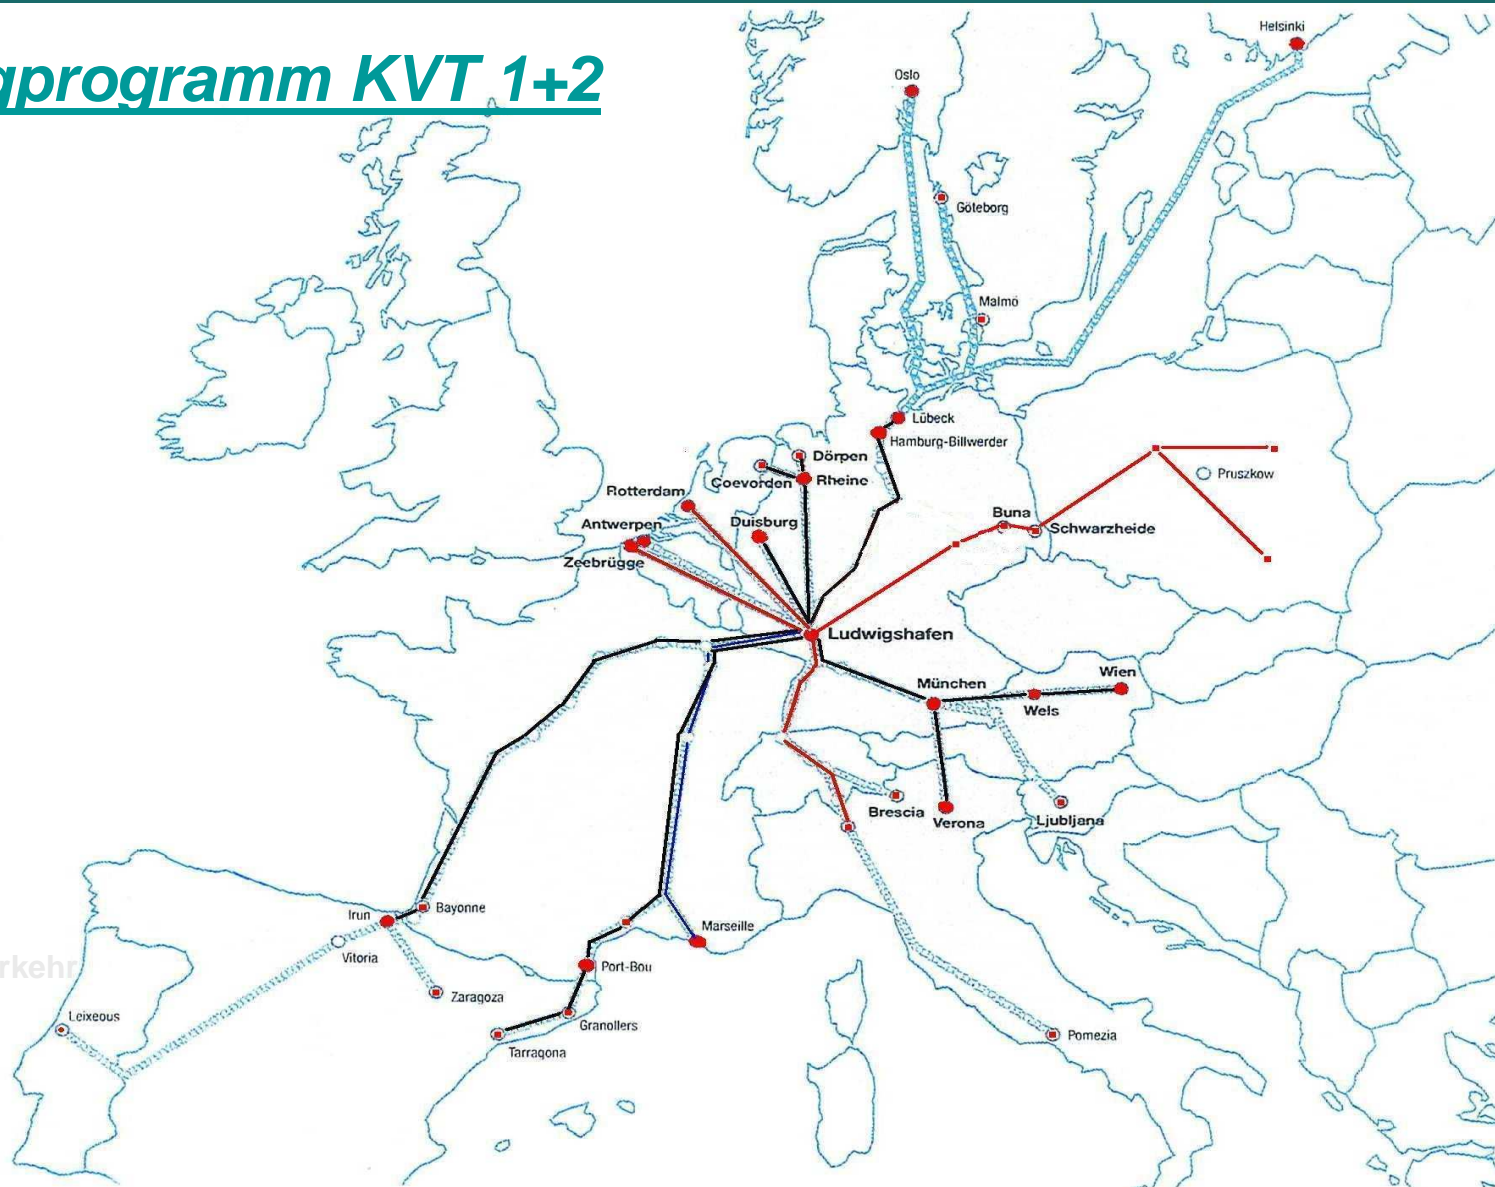 gprogramm KVT 1+2
Helsinki
Oslo
Göteborg
Malmö
Lübeck
Hamburg-Billwerder
Dörpen
Coevorden
Rheine
Pruszkow
Rotterdam
Antwerpen
Duisburg
Zeebrügge
Buna
Schwarzheide
Ludwigshafen
München
Wien
Wels
Brescia
Verona
Ljubljana
Irun
Bayonne
Marseille
Vitoria
Port-Bou
rkehr
Zaragoza
Leixeous
Granollers
Tarragona
Pomezia